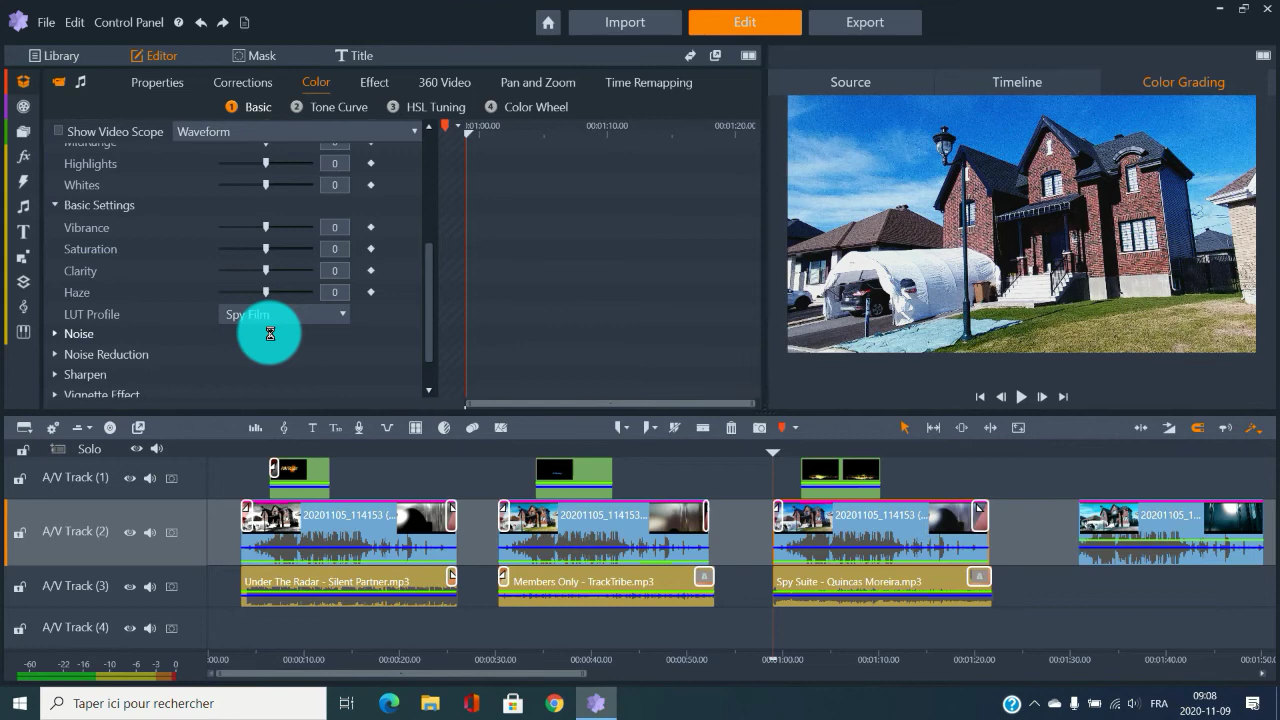 File Edit Control Panel
Import Edit Export
Library Editor Mask Title
Properties Corrections Color Effect 360 Video Pan and Zoom Time Remapping
Source Timeline Color Grading
1 Basic 2 Tone Curve 3 HSL Tuning 4 Color Wheel
Show Video Scope Waveform
:01:00.00 00:01:10.00 00:01:20.00
MidRange
Highlights 0
Whites 0
Basic Settings
Vibrance 0
Saturation 0
Clarity 0
Haze 0
LUT Profile Spy Film
Noise
Noise Reduction
Sharpen
Vignette Effect
Solo
A/V Track (1)
A/V Track (2)
20201105_114153 (...
20201105_114153...
20201105_114153 (...
20201105_1...
A/V Track (3)
Under The Radar - Silent Partner.mp3
Members Only - TrackTribe.mp3
Spy Suite - Quincas Moreira.mp3
A/V Track (4)
-60 -22 -16 -10 -6 -3 0
:00.00 00:00:10.00 00:00:20.00 00:00:30.00 00:00:50.00 00:01:00.00 00:01:10.00 00:01:20.00 00:01:30.00 00:01:40.00 00:01:50
Taper ici pour rechercher
FRA
09:08
2020-11-09